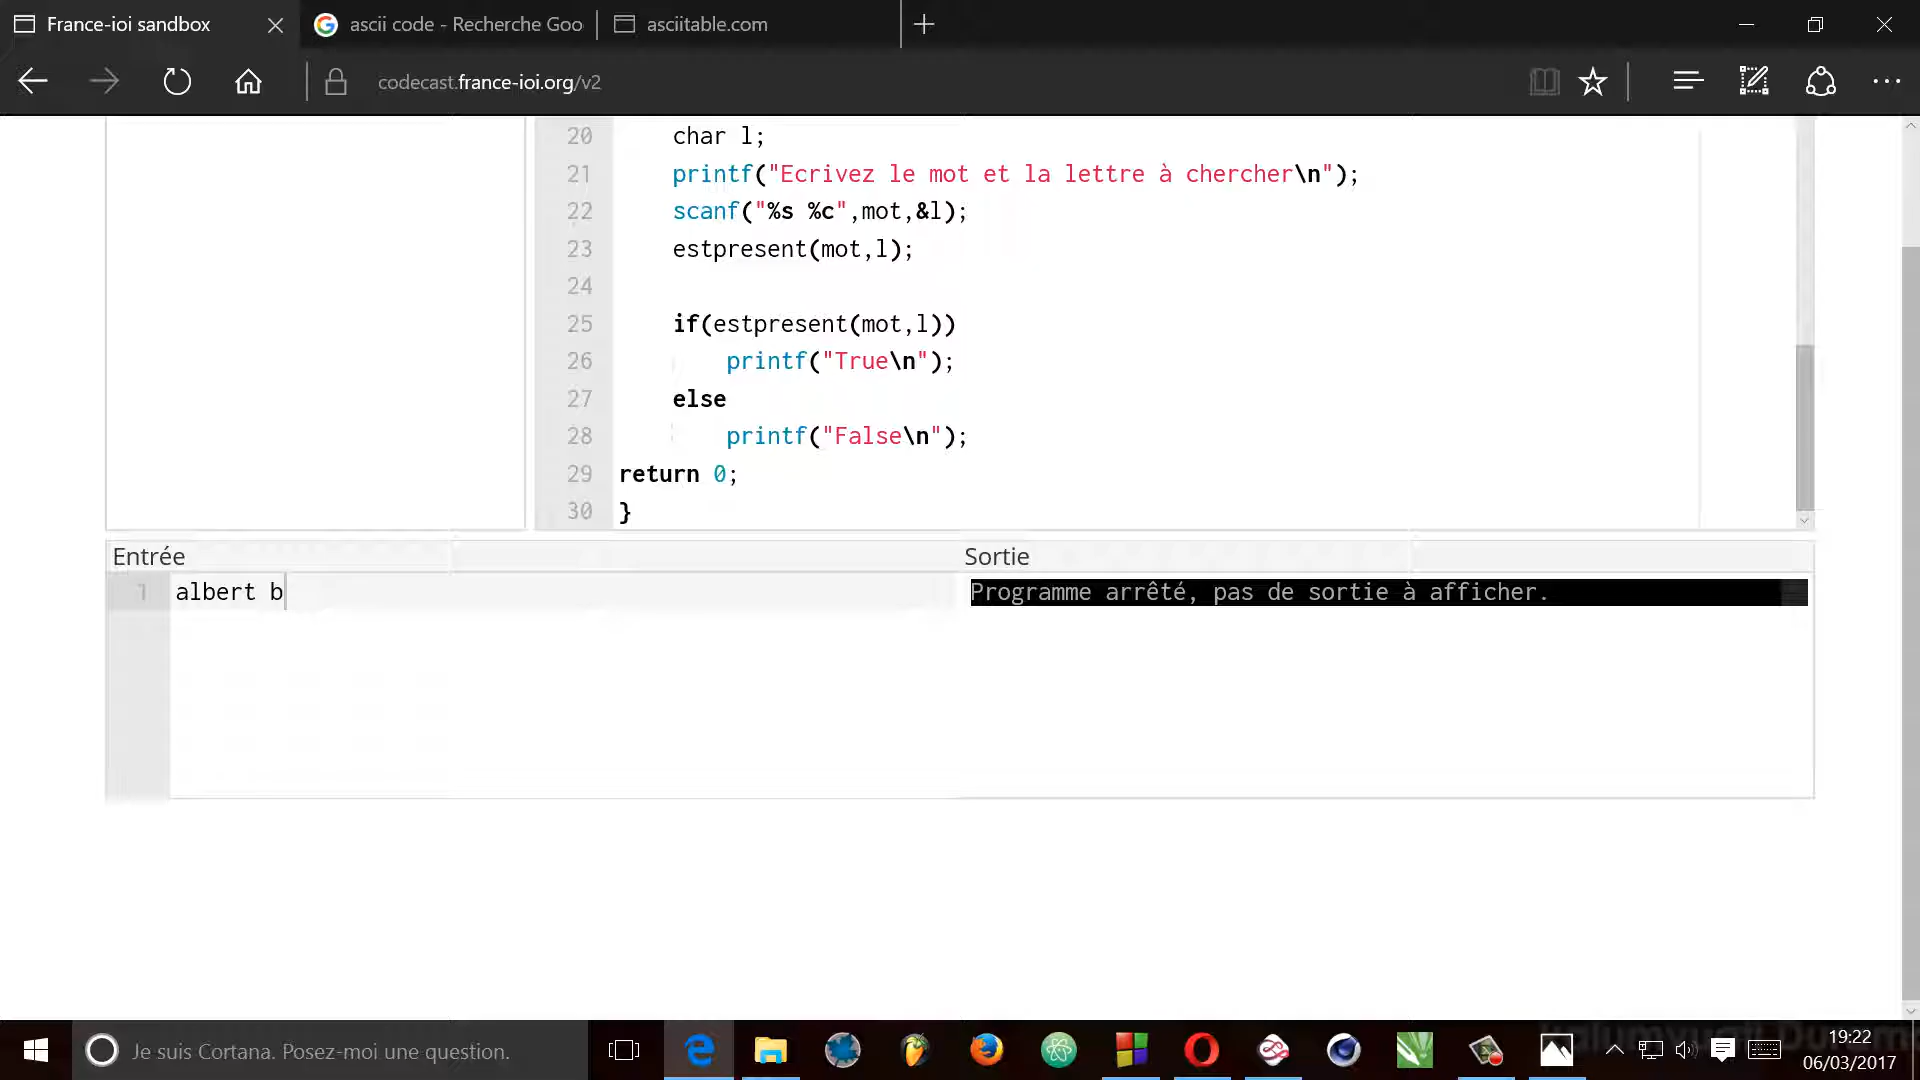 France-ioi sandbox
ascii code - Recherche Goo
asciitable.com
codecast.france-ioi.org/v2
20 char l;
21 printf("Ecrivez le mot et la lettre à chercher\n");
22 scanf("%s %c",mot,&l);
23 estpresent(mot,l);
24
25 if(estpresent(mot,l))
26 printf("True\n");
27 else
28 printf("False\n");
29 return 0;
30 }
Entrée
Sortie
1 albert b
Programme arrêté, pas de sortie à afficher.
Je suis Cortana. Posez-moi une question.
19:22
06/03/2017